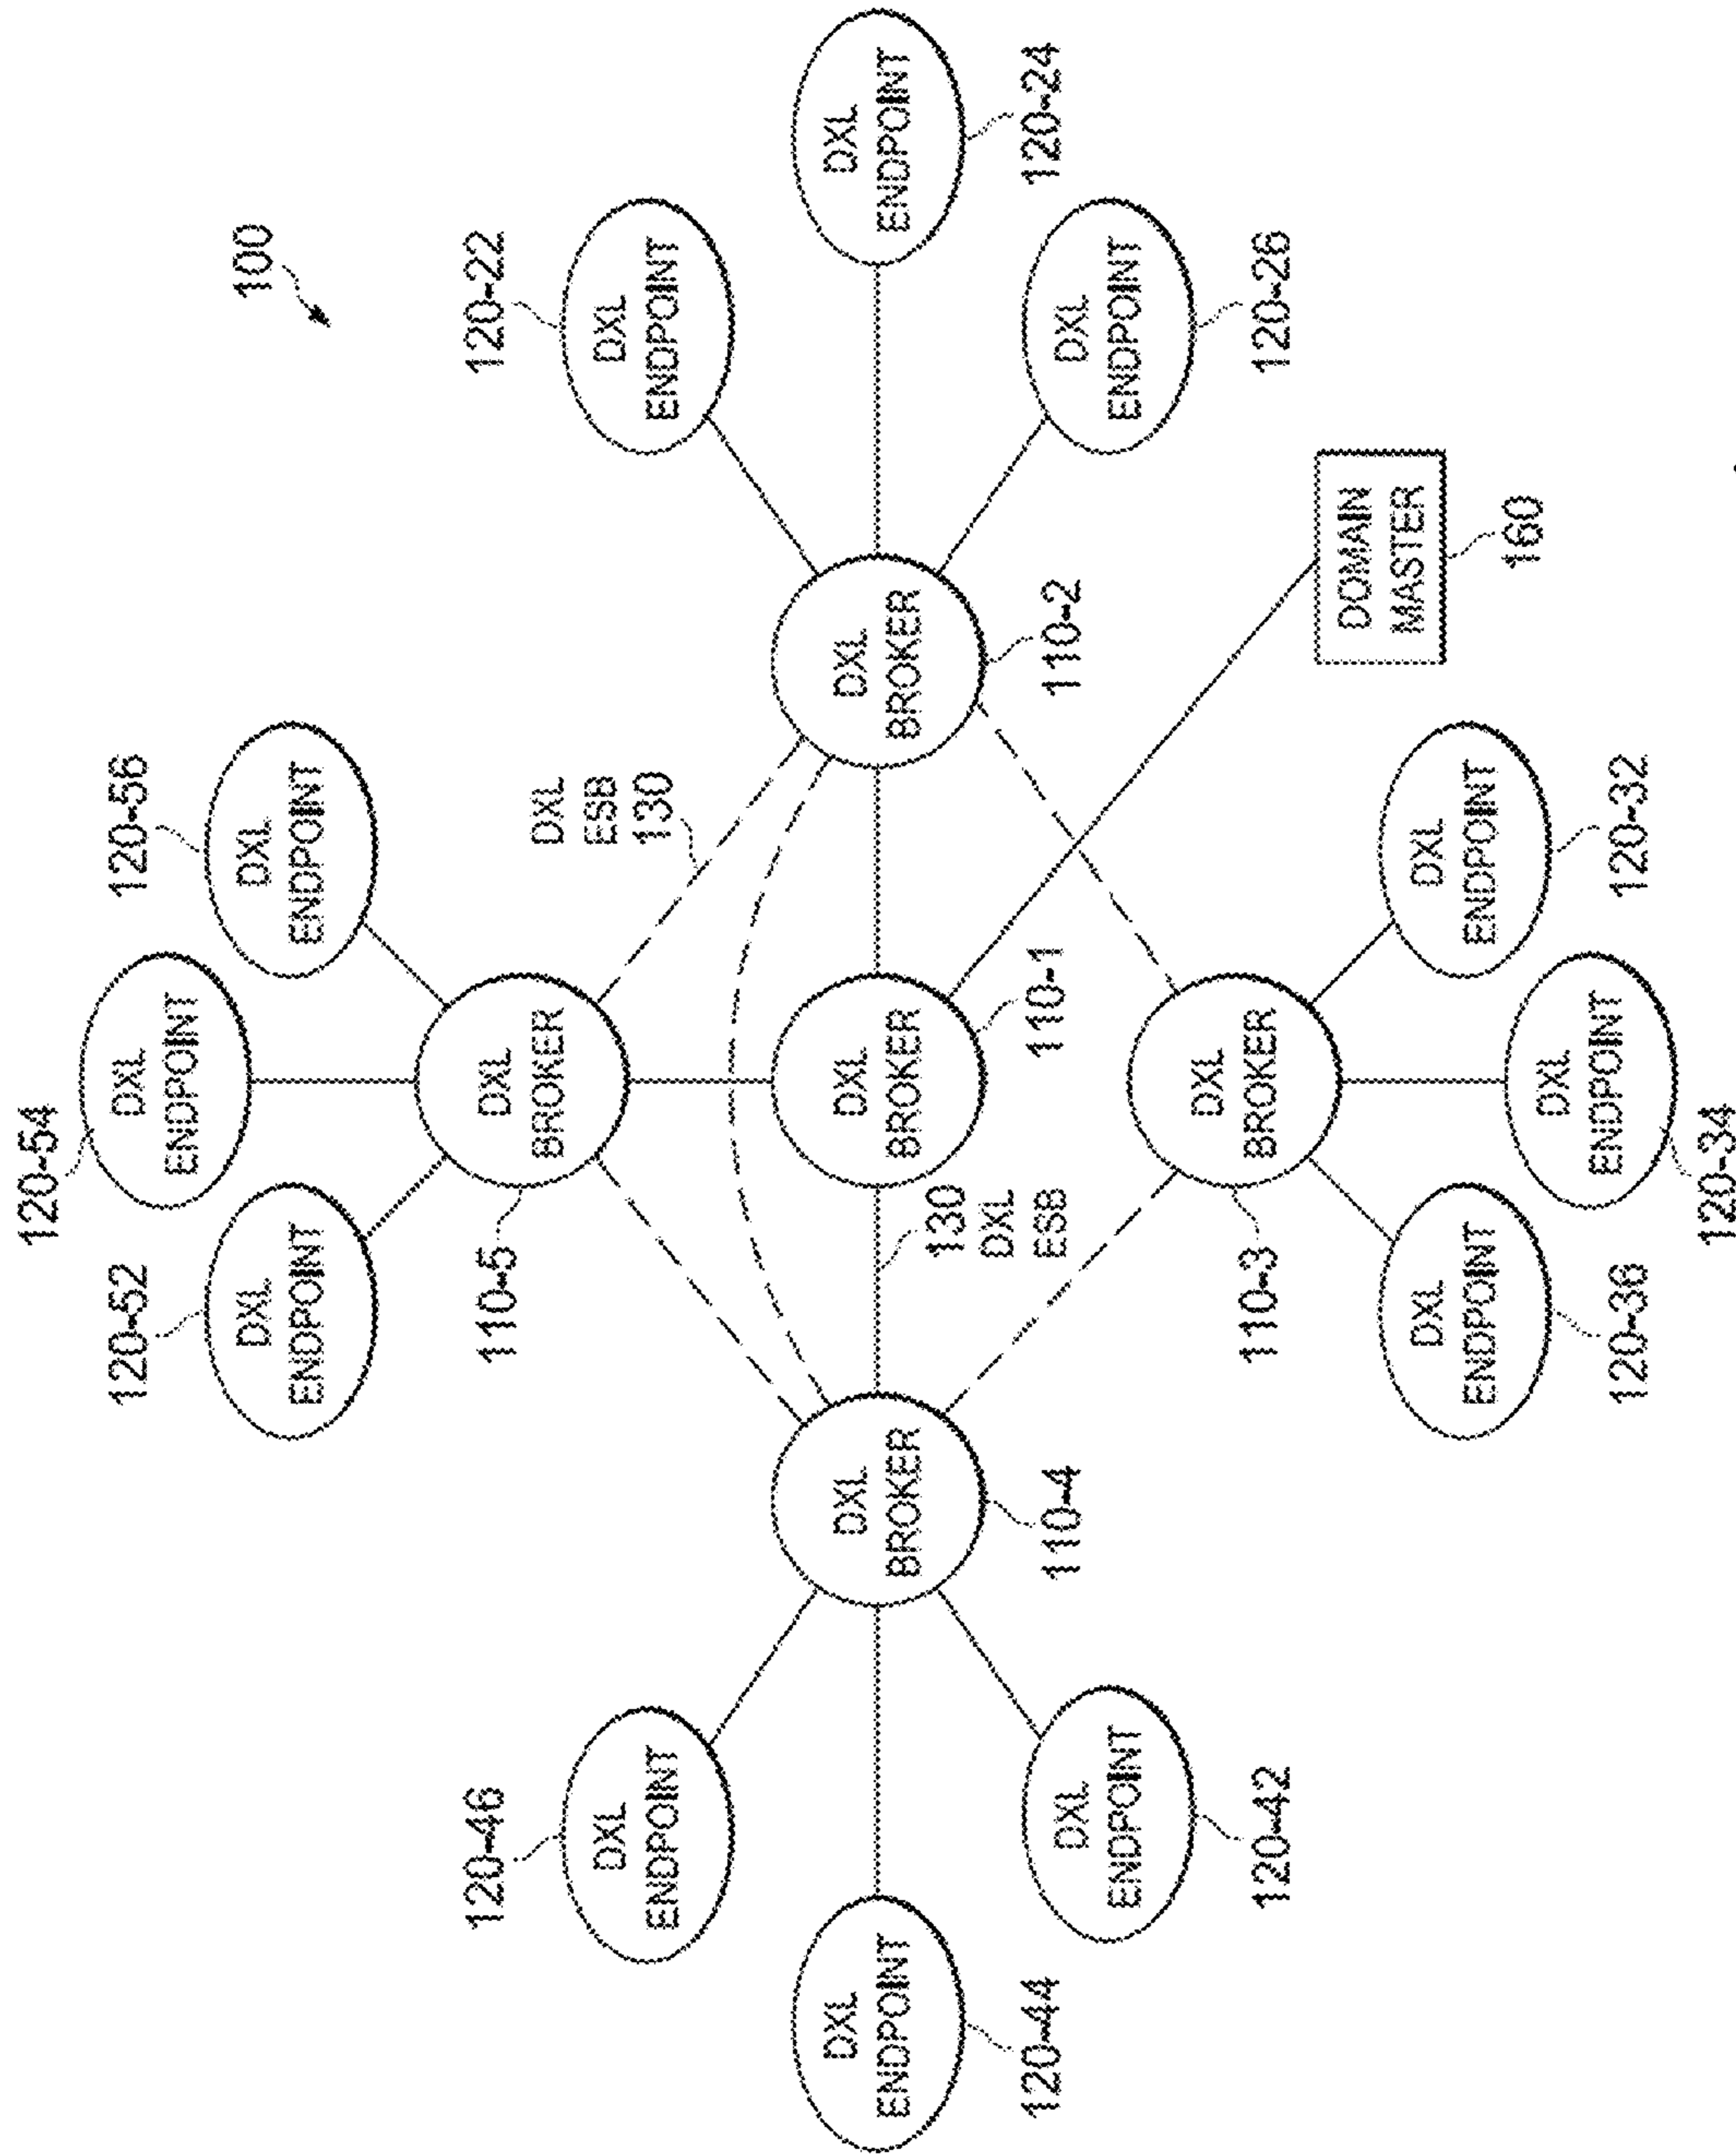 120-54
DXL
ENDPOINT
120-52
DXL
ENDPOINT
120-56
DXL
ENDPOINT
100
120-46
DXL
ENDPOINT
110-5
DXL
BROKER
DXL
ESB
130
120-22
DXL
ENDPOINT
DXL
ENDPOINT
120-44
DXL
BROKER
110-4
130
DXL
ESB
DXL
BROKER
110-1
DXL
BROKER
110-2
DXL
ENDPOINT
120-24
DXL
ENDPOINT
120-42
DXL
BROKER
110-3
DXL
ENDPOINT
120-26
DOMAIN
MASTER
160
DXL
ENDPOINT
120-36
DXL
ENDPOINT
120-34
DXL
ENDPOINT
120-32